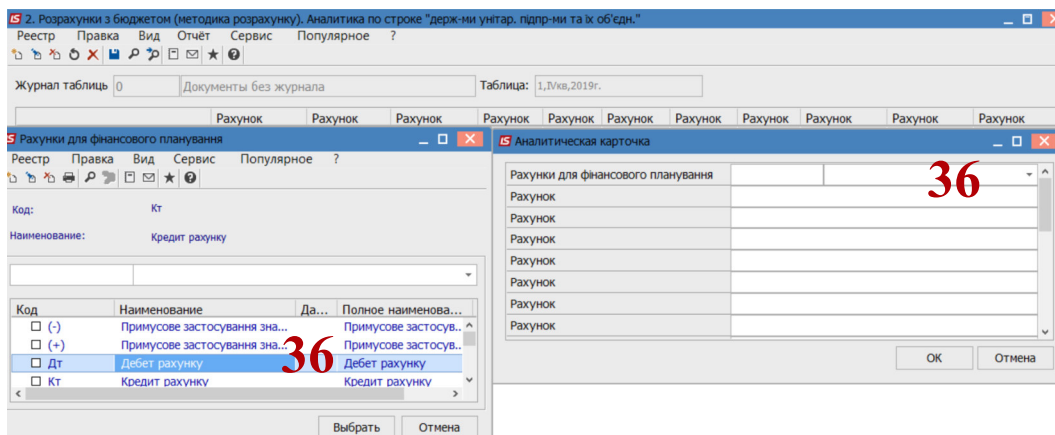 2. Розрахунки з бюджетом (методика розрахунку). Аналитика по строке "держ-ми унітар. підпр-ми та їх об'єдн."
Реестр Правка Вид Отчёт Сервис Популярное ?
Журнал таблиць 0 Документы без журнала Таблица: 1,IVкв,2019г.
Рахунок Рахунок Рахунок Рахунок Рахунок Рахунок Рахунок Рахунок Рахунок Рахунок Рахунок
Рахунки для фінансового планування
Реестр Правка Вид Сервис Популярное ?
Код: Кт
Наименование: Кредит рахунку
Код Наименование Да... Полное наименова...
(-) Примусове застосування зна... Примусове застосув..
(+) Примусове застосування зна... Примусове застосув...
Дт Дебет рахунку Дебет рахунку
Кт Кредит рахунку Кредит рахунку
36
Выбрать Отмена
Аналитическая карточка
Рахунки для фінансового планування
36
Рахунок
Рахунок
Рахунок
Рахунок
Рахунок
Рахунок
Рахунок
ОК Отмена